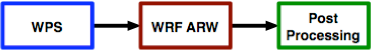 WPS
WRF ARW
Post
Processing